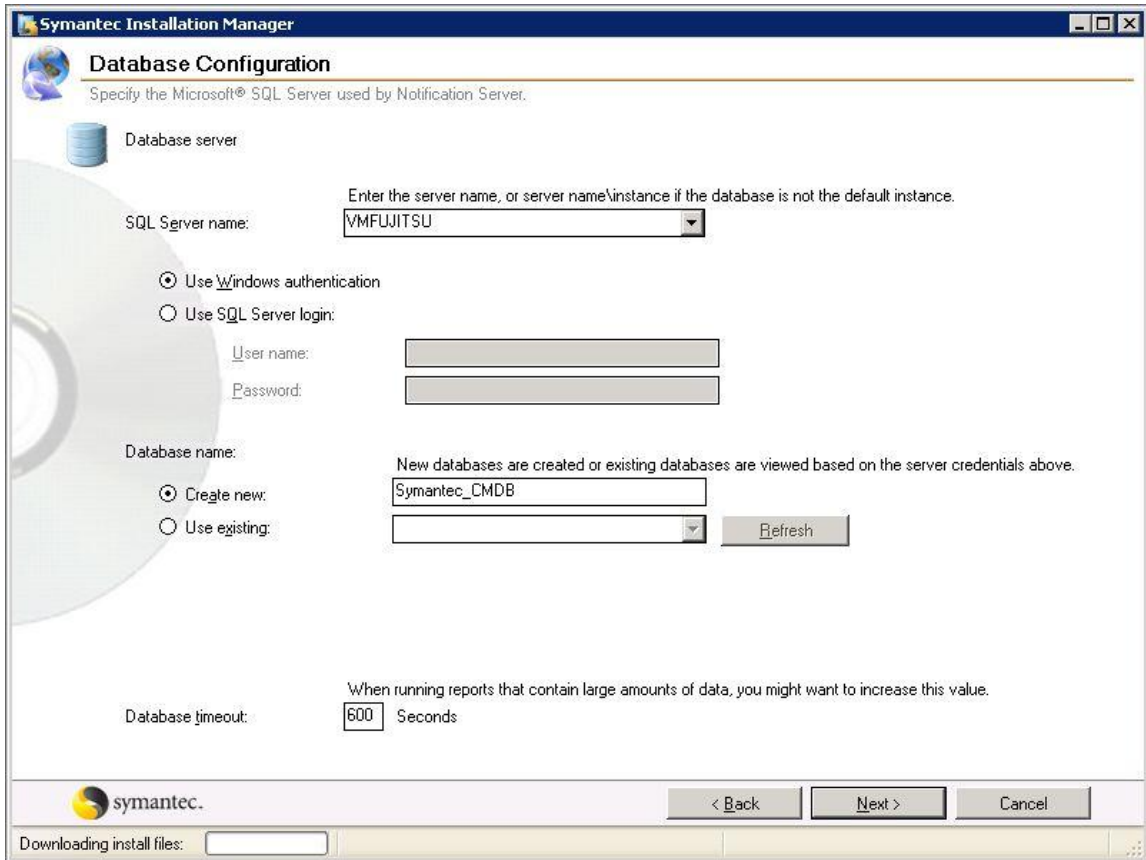 Symantec Installation Manager
Database Configuration
Specify the Microsoft® SQL Server used by Notification Server.
Database server
Enter the server name, or server name\instance if the database is not the default instance.
SQL Server name: VMFUJITSU
Use Windows authentication
Use SQL Server login:
User name:
Password:
Database name:
New databases are created or existing databases are viewed based on the server credentials above.
Create new: Symantec_CMDB
Use existing: Refresh
When running reports that contain large amounts of data, you might want to increase this value.
Database timeout: 600 Seconds
symantec. < Back Next > Cancel
Downloading install files: